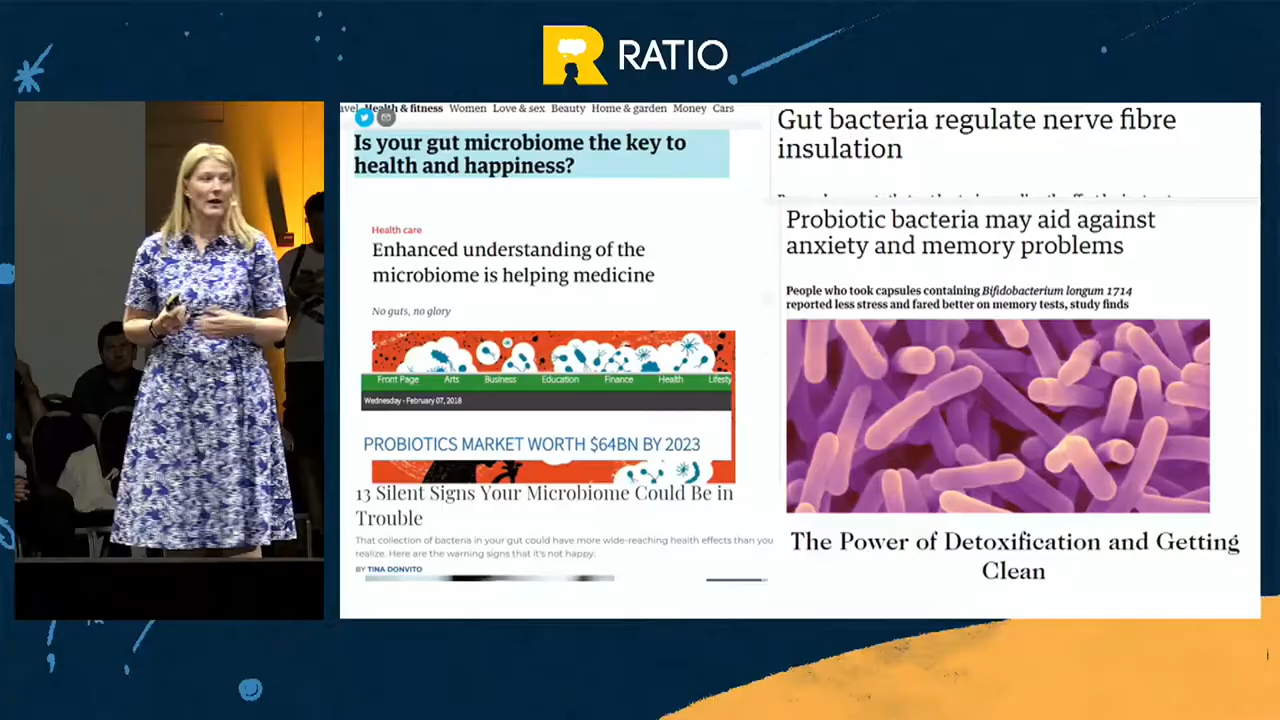 RATIO
Health & fitness Women Love & sex Beauty Home & garden Money Cars
Is your gut microbiome the key to
health and happiness?
Health care
Enhanced understanding of the
microbiome is helping medicine
No guts, no glory
Front Page Arts Business Education Finance Health
Wednesday - February 07, 2018
PROBIOTICS MARKET WORTH $64BN BY 2023
13 Silent Signs Your Microbiome Could Be in
Trouble
That collection of bacteria in your gut could have more wide-reaching health effects than you
realize. Here are the warning signs that it's not happy.
BY TINA DONVITO
Gut bacteria regulate nerve fibre
insulation
Probiotic bacteria may aid against
anxiety and memory problems
People who took capsules containing Bifidobacterium longum 1714
reported less stress and fared better on memory tests, study finds
The Power of Detoxification and Getting
Clean